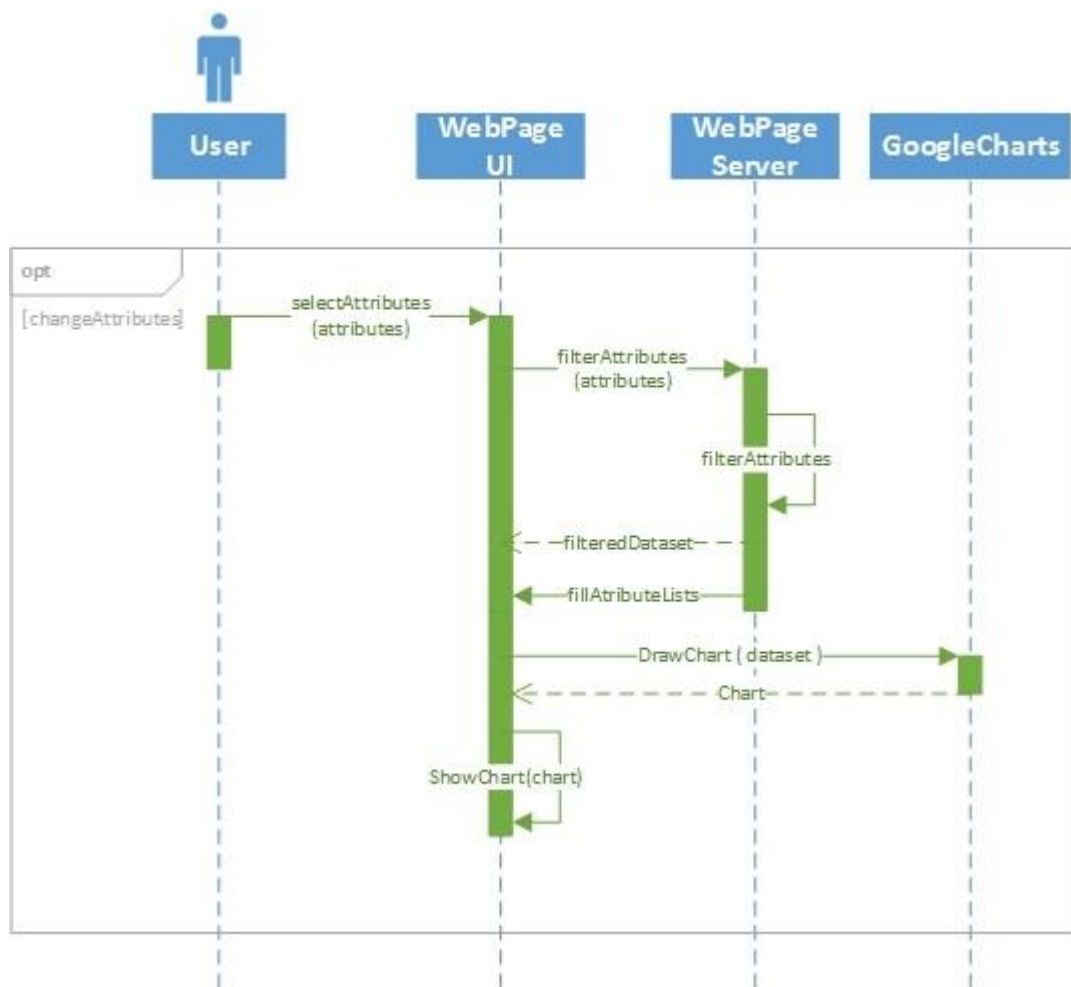 User
WebPage
UI
WebPage
Server
GoogleCharts
opt
[changeAttributes]
selectAttributes
(attributes)
filterAttributes
(attributes)
filterAttributes
filteredDataset
fillAtributeLists
DrawChart ( dataset )
Chart
ShowChart(chart)